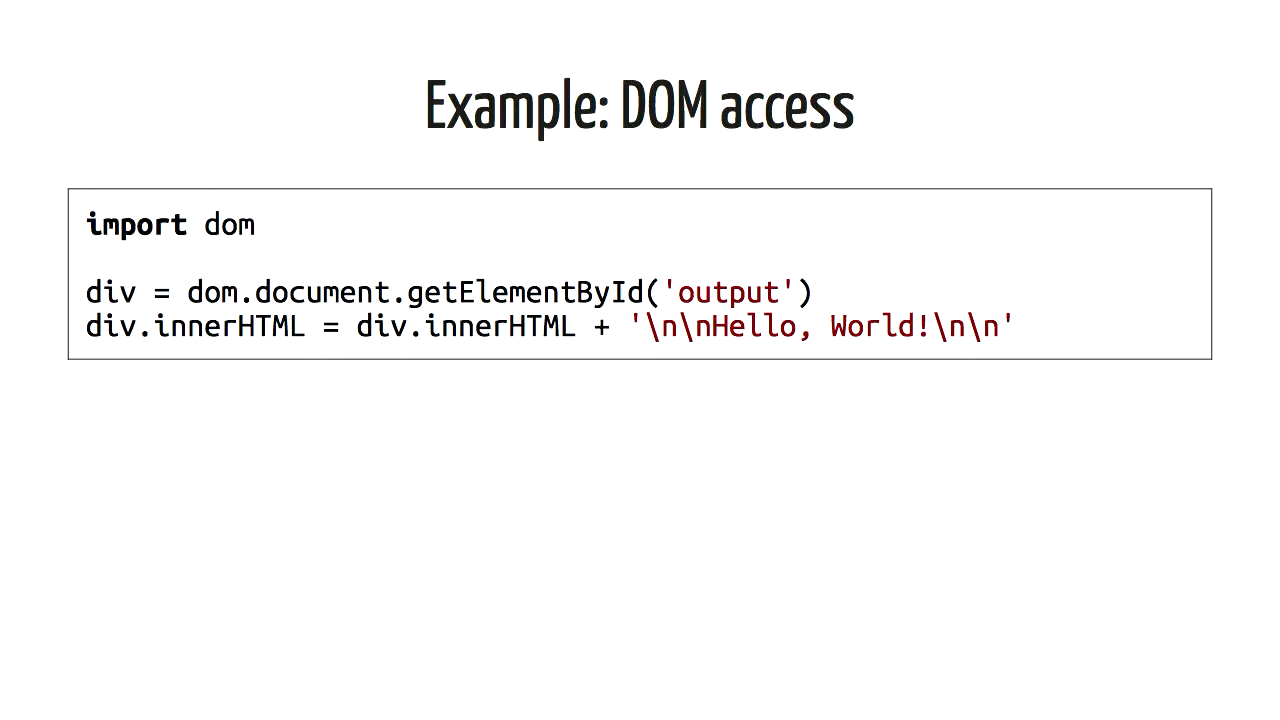 Example: DOM access
import dom
div = dom.document.getElementById('output')
div.innerHTML = div.innerHTML + '\n\nHello, World!\n\n'